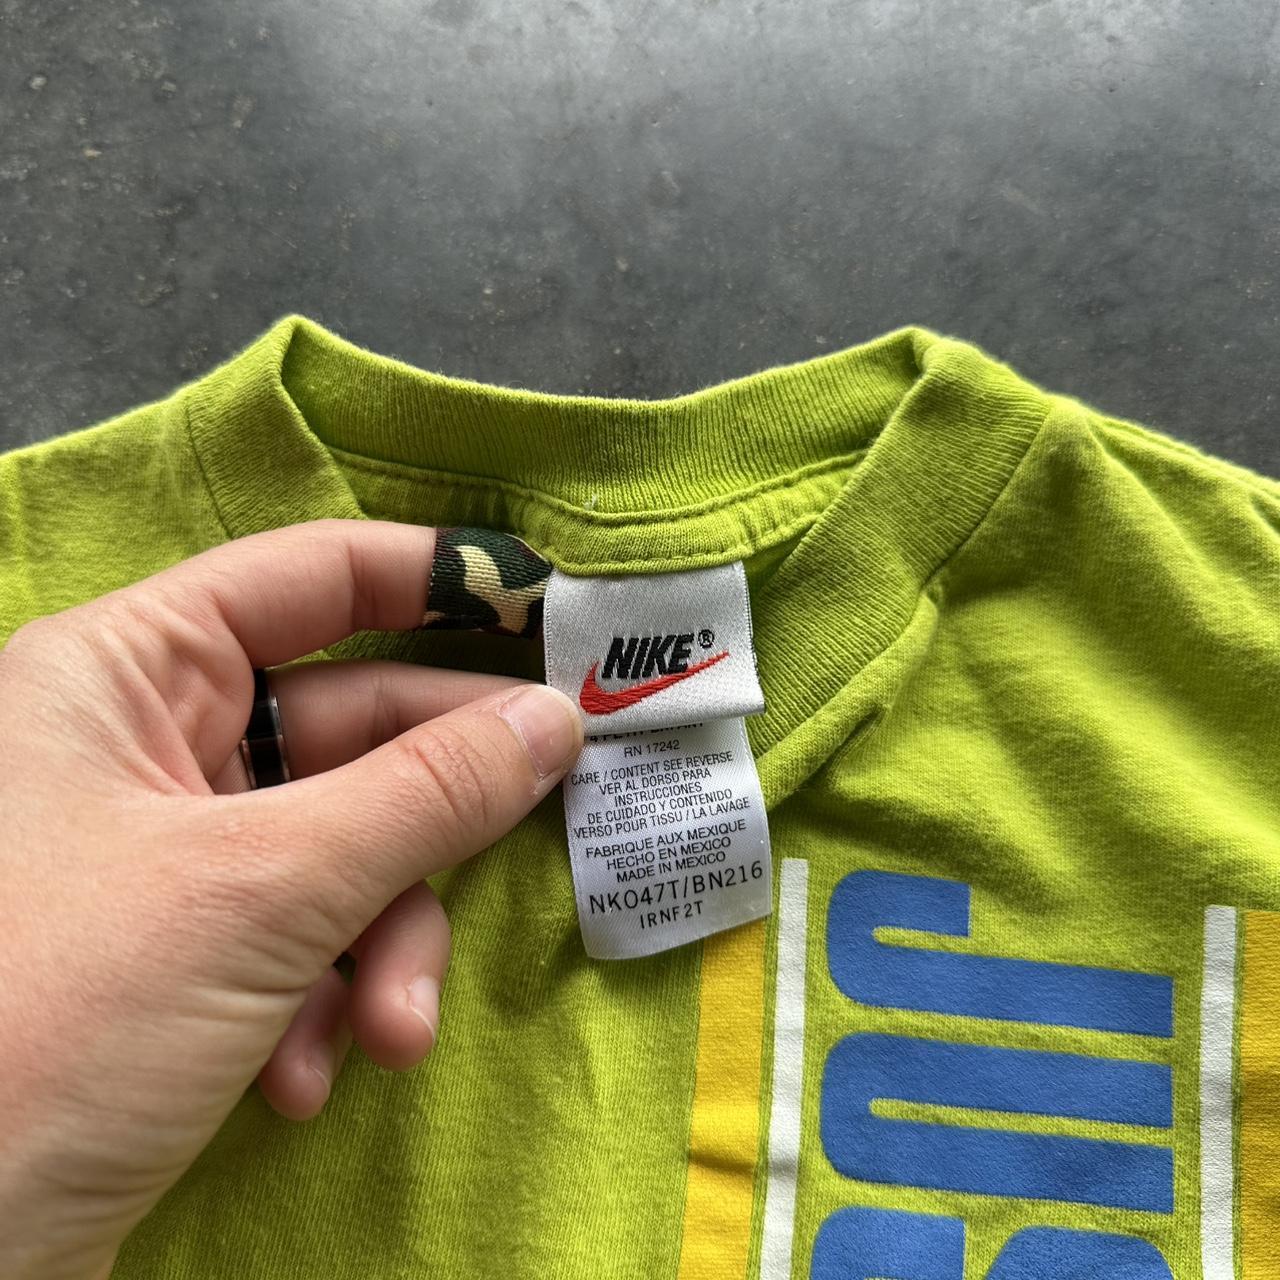 NIKE®
RN 17242
CARE / CONTENT SEE REVERSE
VER AL DORSO PARA
INSTRUCCIONES
DE CUIDADO Y CONTENIDO
VERSO POUR TISSU / LA LAVAGE
FABRIQUE AUX MEXIQUE
HECHO EN MEXICO
MADE IN MEXICO
NK047T/BN216
IRNF2T
JU